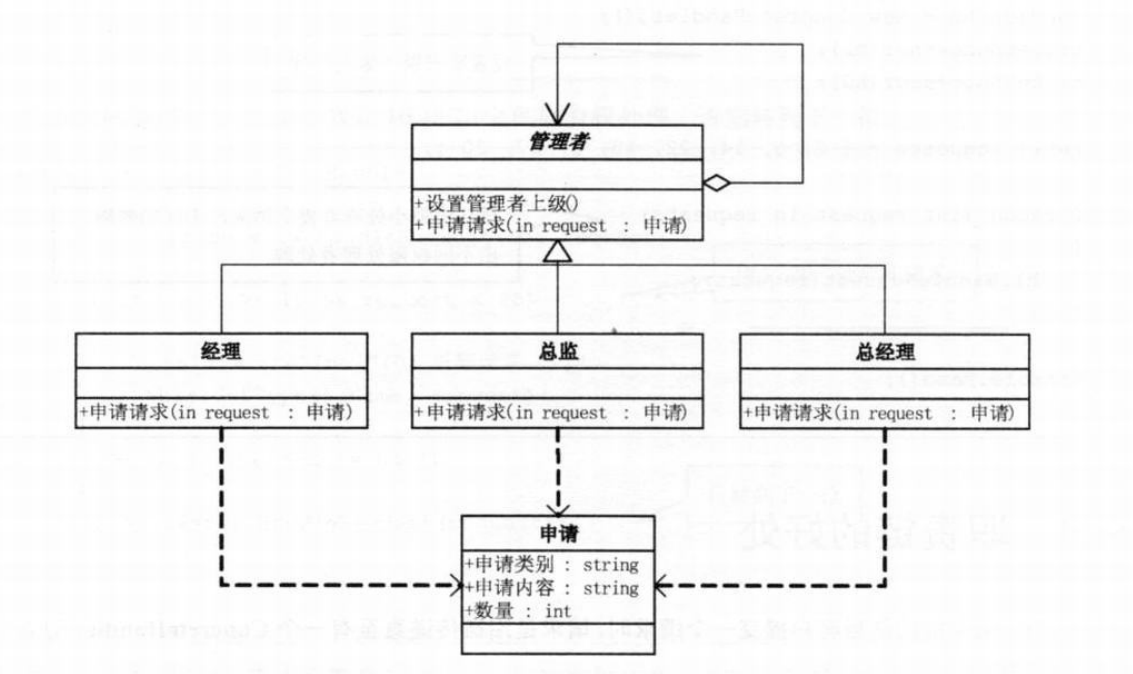 管理者
+设置管理者上级()
+申请请求(in request : 申请)
经理
总监
总经理
+申请请求(in request : 申请)
+申请请求(in request : 申请)
+申请请求(in request : 申请)
申请
+申请类别 : string
+申请内容 : string
+数量 : int